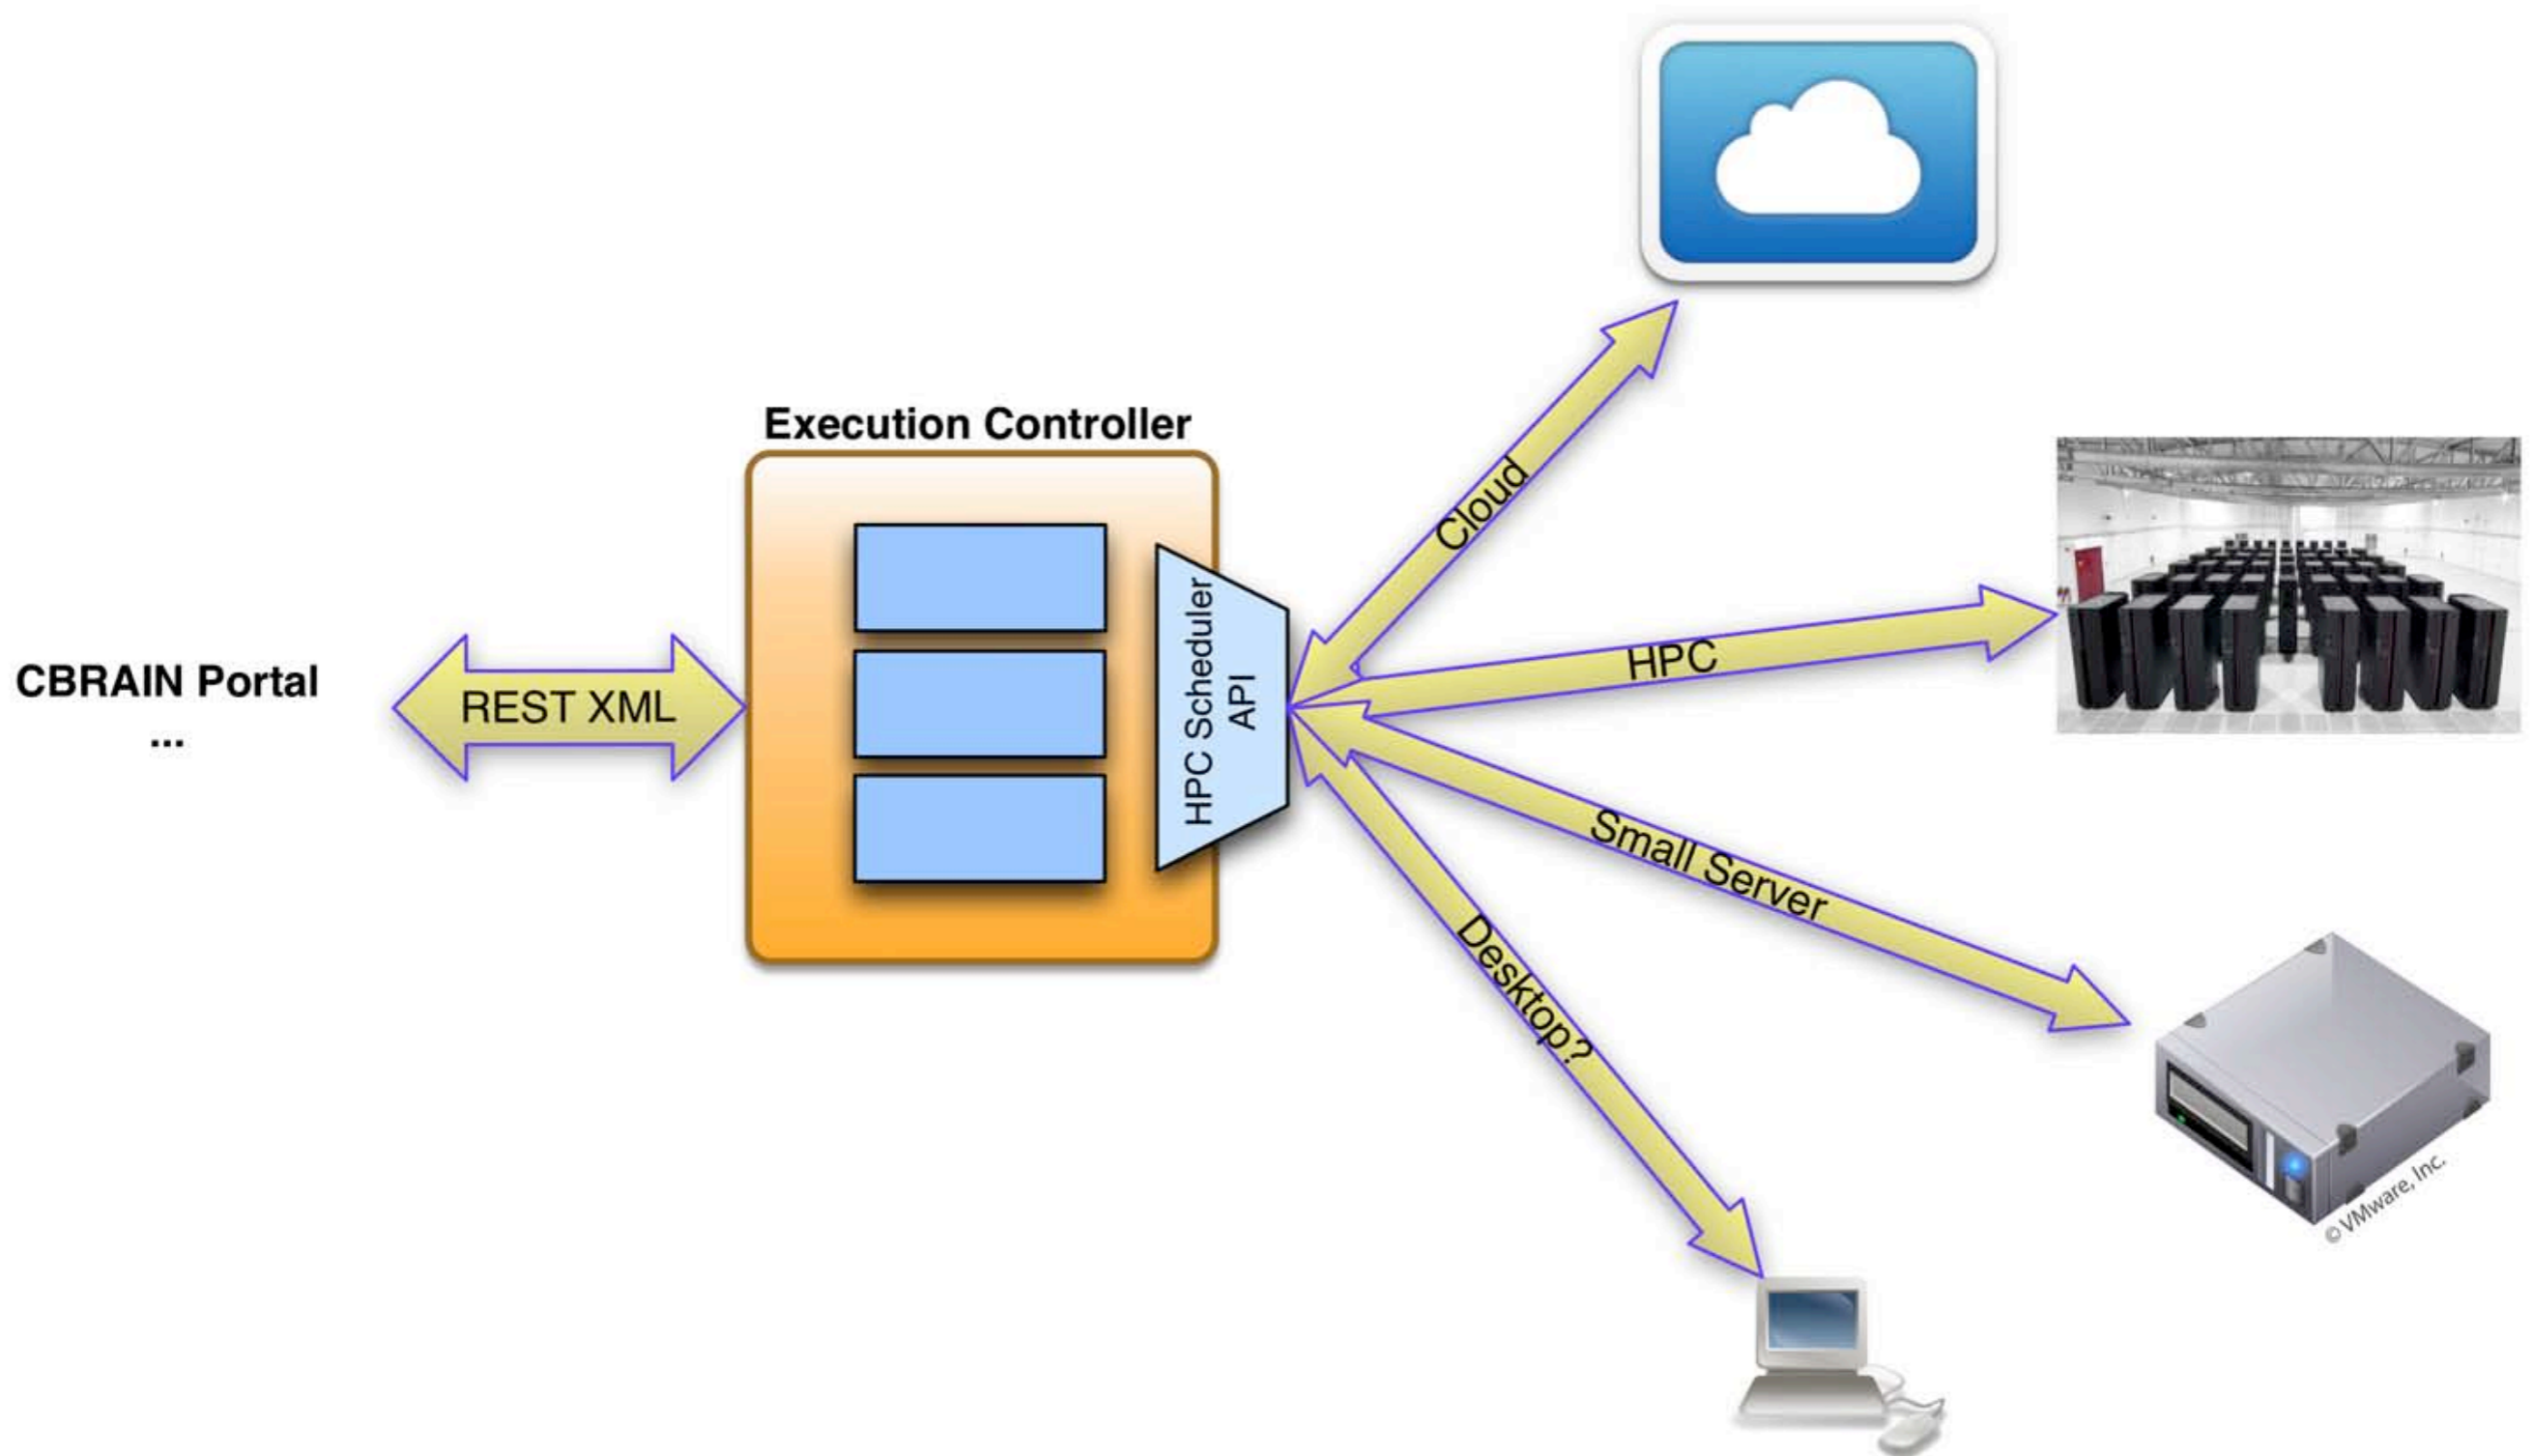 Execution Controller
CBRAIN Portal
...
REST XML
HPC Scheduler
API
Cloud
HPC
Small Server
Desktop?
© VMware, Inc.